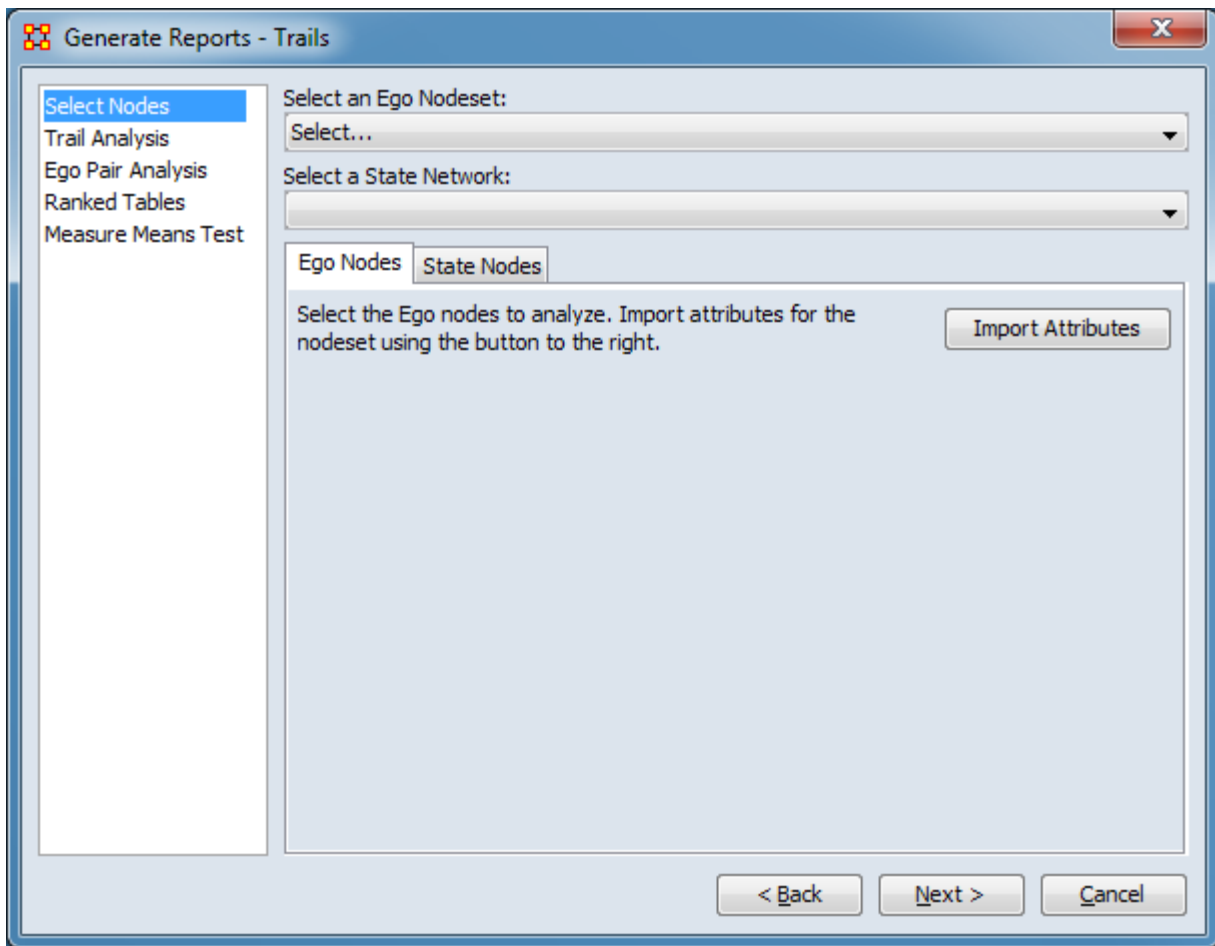 Generate Reports - Trails
Select Nodes
Trail Analysis
Ego Pair Analysis
Ranked Tables
Measure Means Test
Select an Ego Nodeset:
Select...
Select a State Network:
Ego Nodes
State Nodes
Select the Ego nodes to analyze. Import attributes for the
nodeset using the button to the right.
Import Attributes
< Back
Next >
Cancel